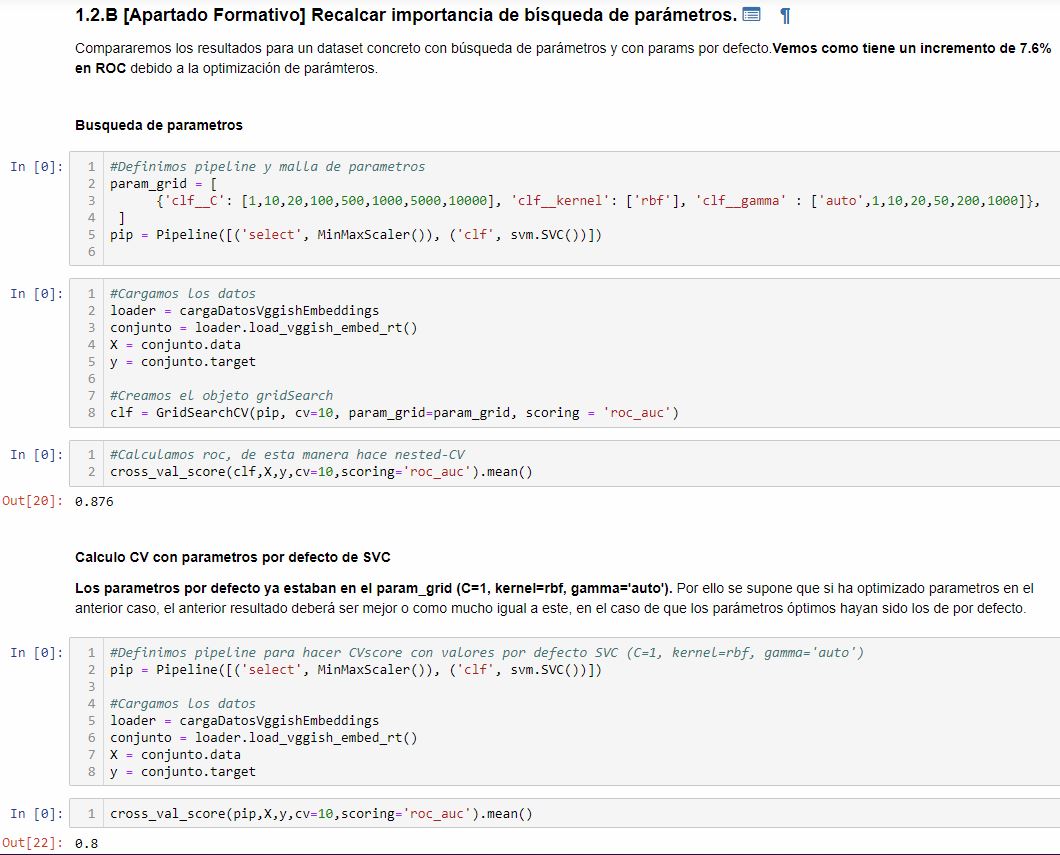 1.2.B [Apartado Formativo] Recalcar importancia de bísqueda de parámetros. ¶
Compararemos los resultados para un dataset concreto con búsqueda de parámetros y con params por defecto.Vemos como tiene un incremento de 7.6%
en ROC debido a la optimización de parámteros.
Busqueda de parametros
In [0]:
1 #Definimos pipeline y malla de parametros
2 param_grid = [
3 {'clf__C': [1,10,20,100,500,1000,5000,10000], 'clf__kernel': ['rbf'], 'clf__gamma' : ['auto',1,10,20,50,200,1000]},
4 ]
5 pip = Pipeline([('select', MinMaxScaler()), ('clf', svm.SVC())])
6
In [0]:
1 #Cargamos los datos
2 loader = cargaDatosVggishEmbeddings
3 conjunto = loader.load_vggish_embed_rt()
4 X = conjunto.data
5 y = conjunto.target
6
7 #Creamos el objeto gridSearch
8 clf = GridSearchCV(pip, cv=10, param_grid=param_grid, scoring = 'roc_auc')
In [0]:
1 #Calculamos roc, de esta manera hace nested-CV
2 cross_val_score(clf,X,y,cv=10,scoring='roc_auc').mean()
Out[20]: 0.876
Calculo CV con parametros por defecto de SVC
Los parametros por defecto ya estaban en el param_grid (C=1, kernel=rbf, gamma='auto'). Por ello se supone que si ha optimizado parametros en el
anterior caso, el anterior resultado deberá ser mejor o como mucho igual a este, en el caso de que los parámetros óptimos hayan sido los de por defecto.
In [0]:
1 #Definimos pipeline para hacer CVscore con valores por defecto SVC (C=1, kernel=rbf, gamma='auto')
2 pip = Pipeline([('select', MinMaxScaler()), ('clf', svm.SVC())])
3
4 #Cargamos los datos
5 loader = cargaDatosVggishEmbeddings
6 conjunto = loader.load_vggish_embed_rt()
7 X = conjunto.data
8 y = conjunto.target
In [0]:
1 cross_val_score(pip,X,y,cv=10,scoring='roc_auc').mean()
Out[22]: 0.8